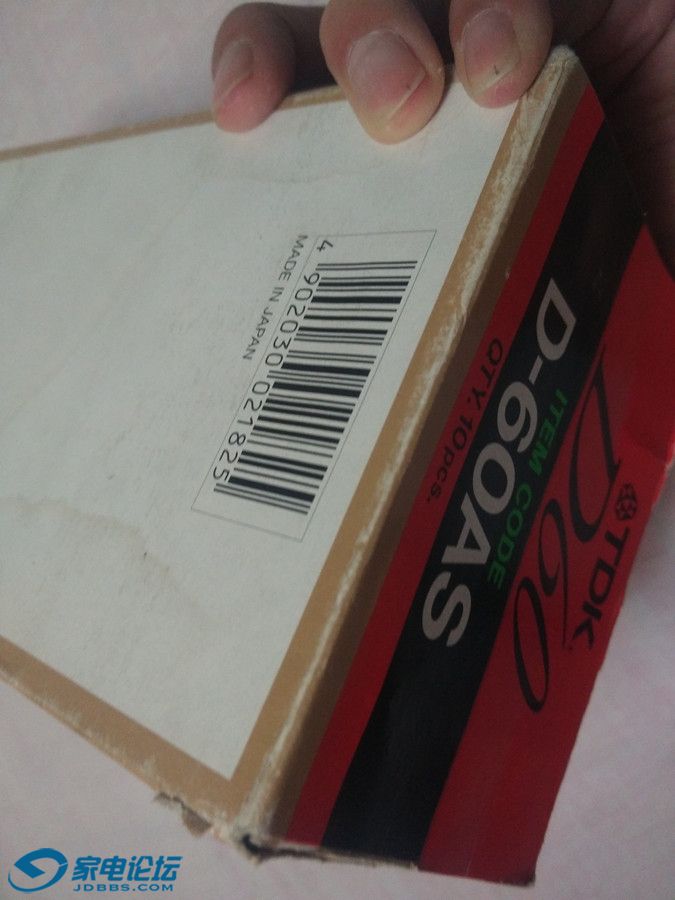 4 902030 021825
MADE IN JAPAN
TDK.
D60
ITEM CODE
D-60AS
QTY. 10pcs.
家电论坛
JDBBS.COM